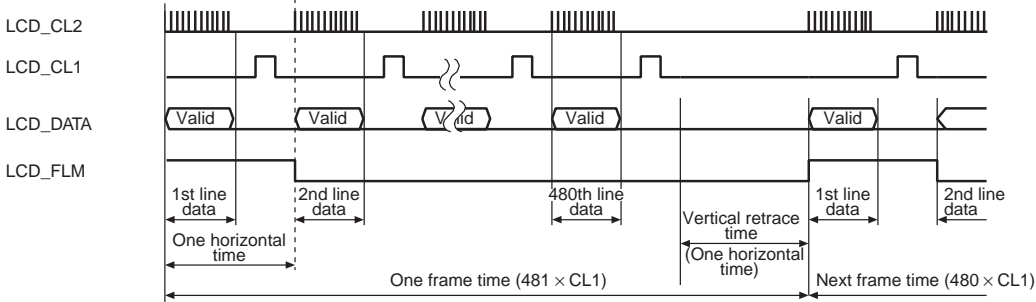 LCD_CL2
LCD_CL1
LCD_DATA
Valid
Valid
Valid
Valid
Valid
LCD_FLM
1st line
data
2nd line
data
480th line
data
1st line
data
2nd line
data
One horizontal
time
Vertical retrace
time
(One horizontal
time)
One frame time (481 × CL1)
Next frame time (480 × CL1)